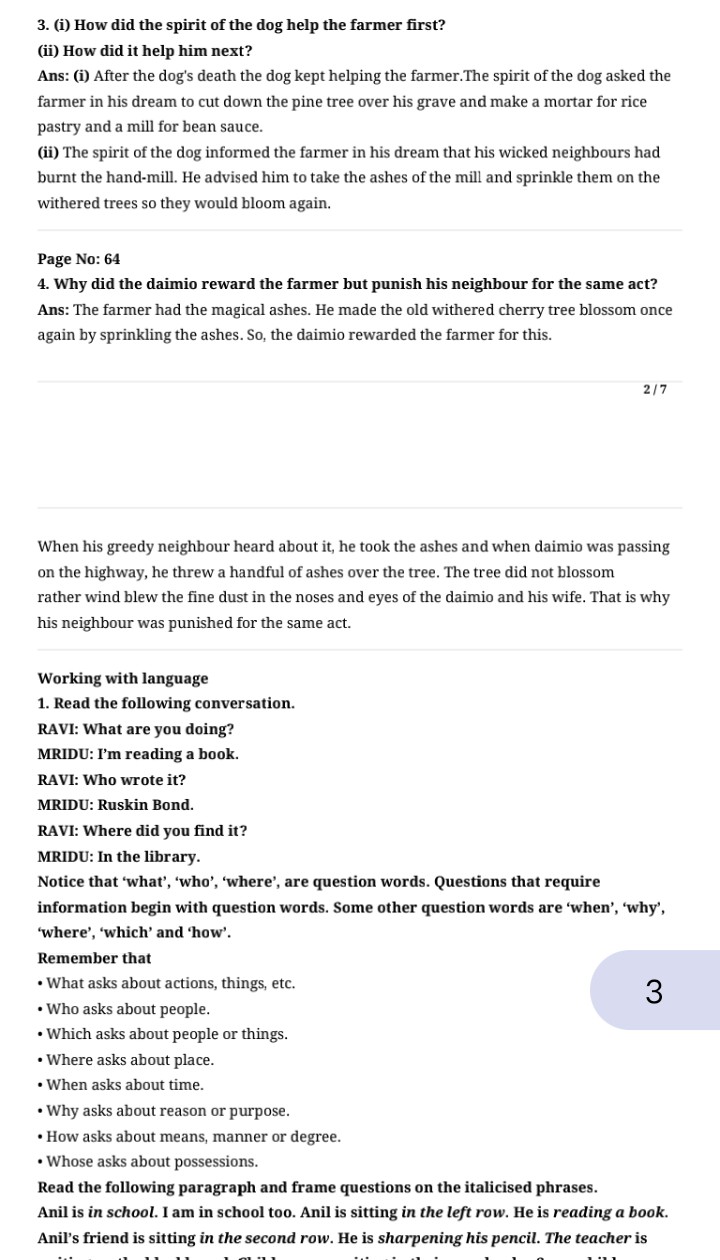 3. (i) How did the spirit of the dog help the farmer first?
(ii) How did it help him next?
Ans: (i) After the dog's death the dog kept helping the farmer.The spirit of the dog asked the
farmer in his dream to cut down the pine tree over his grave and make a mortar for rice
pastry and a mill for bean sauce.
(ii) The spirit of the dog informed the farmer in his dream that his wicked neighbours had
burnt the hand-mill. He advised him to take the ashes of the mill and sprinkle them on the
withered trees so they would bloom again.
Page No: 64
4. Why did the daimio reward the farmer but punish his neighbour for the same act?
Ans: The farmer had the magical ashes. He made the old withered cherry tree blossom once
again by sprinkling the ashes. So, the daimio rewarded the farmer for this.
2 / 7
When his greedy neighbour heard about it, he took the ashes and when daimio was passing
on the highway, he threw a handful of ashes over the tree. The tree did not blossom
rather wind blew the fine dust in the noses and eyes of the daimio and his wife. That is why
his neighbour was punished for the same act.
Working with language
1. Read the following conversation.
RAVI: What are you doing?
MRIDU: I'm reading a book.
RAVI: Who wrote it?
MRIDU: Ruskin Bond.
RAVI: Where did you find it?
MRIDU: In the library.
Notice that ‘what’, ‘who’, ‘where’, are question words. Questions that require
information begin with question words. Some other question words are ‘when’, ‘why’,
‘where’, ‘which’ and ‘how’.
Remember that
• What asks about actions, things, etc.
3
• Who asks about people.
• Which asks about people or things.
• Where asks about place.
• When asks about time.
• Why asks about reason or purpose.
• How asks about means, manner or degree.
• Whose asks about possessions.
Read the following paragraph and frame questions on the italicised phrases.
Anil is in school. I am in school too. Anil is sitting in the left row. He is reading a book.
Anil’s friend is sitting in the second row. He is sharpening his pencil. The teacher is